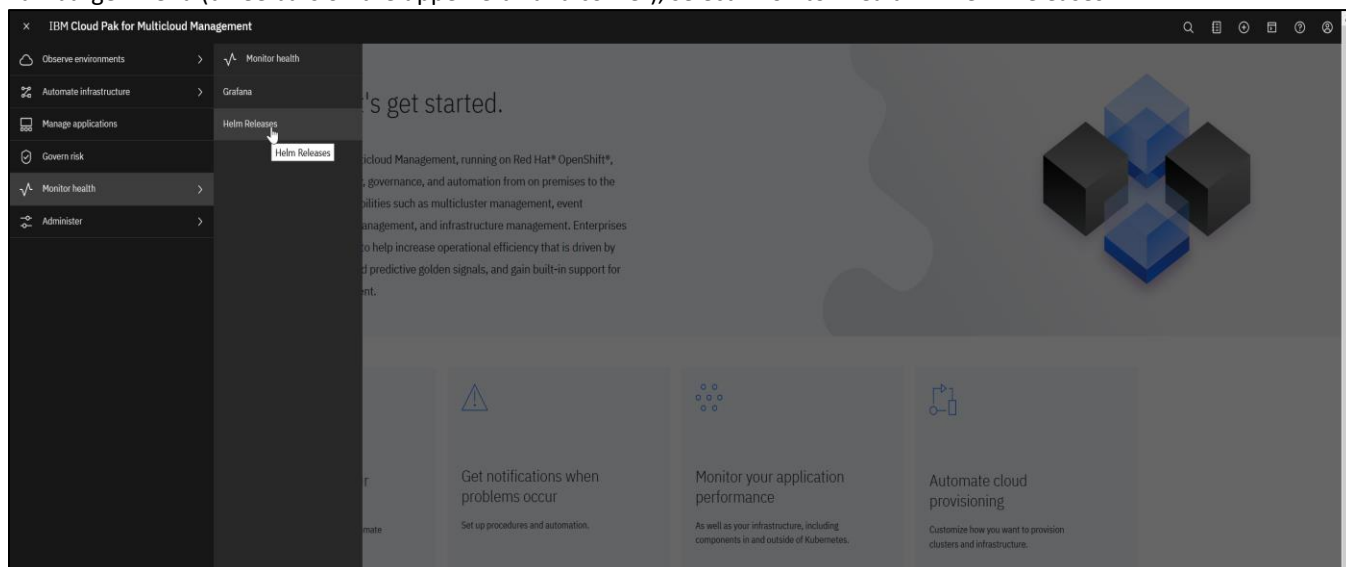 IBM Cloud Pak for Multicloud Management
Observe environments
Automate infrastructure
Manage applications
Govern risk
Monitor health
Administer
Monitor health
Grafana
Helm Releases
Helm Releases
's get started.
icloud Management, running on Red Hat® OpenShift®,
, governance, and automation from on premises to the
bilities such as multicluster management, event
anagement, and infrastructure management. Enterprises
to help increase operational efficiency that is driven by
d predictive golden signals, and gain built-in support for
ent.
r
mate
Get notifications when
problems occur
Set up procedures and automation.
Monitor your application
performance
As well as your infrastructure, including
components in and outside of Kubernetes.
Automate cloud
provisioning
Customize how you want to provision
clusters and infrastructure.